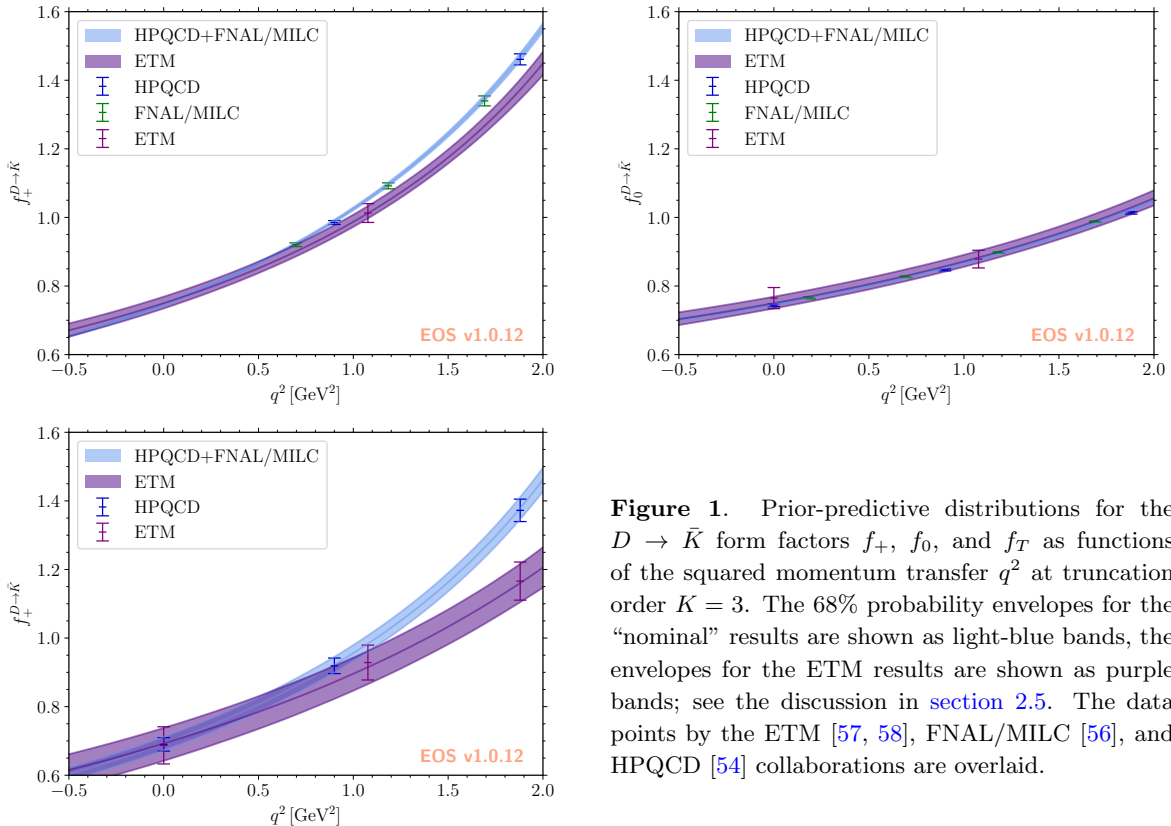 1.6
1.4
1.2
1.0
0.8
0.6
f_+^{D→K̄}
HPQCD+FNAL/MILC
ETM
HPQCD
FNAL/MILC
ETM
EOS v1.0.12
−0.5 0.0 0.5 1.0 1.5 2.0
q² [GeV²]
1.6
1.4
1.2
1.0
0.8
0.6
f_0^{D→K̄}
HPQCD+FNAL/MILC
ETM
HPQCD
FNAL/MILC
ETM
EOS v1.0.12
−0.5 0.0 0.5 1.0 1.5 2.0
q² [GeV²]
1.6
1.4
1.2
1.0
0.8
0.6
f_+^{D→K̄}
HPQCD+FNAL/MILC
ETM
HPQCD
ETM
EOS v1.0.12
−0.5 0.0 0.5 1.0 1.5 2.0
q² [GeV²]
Figure 1. Prior-predictive distributions for the
D → K̄ form factors f₊, f₀, and f_T as functions
of the squared momentum transfer q² at truncation
order K = 3. The 68% probability envelopes for the
“nominal” results are shown as light-blue bands, the
envelopes for the ETM results are shown as purple
bands; see the discussion in section 2.5. The data
points by the ETM [57, 58], FNAL/MILC [56], and
HPQCD [54] collaborations are overlaid.